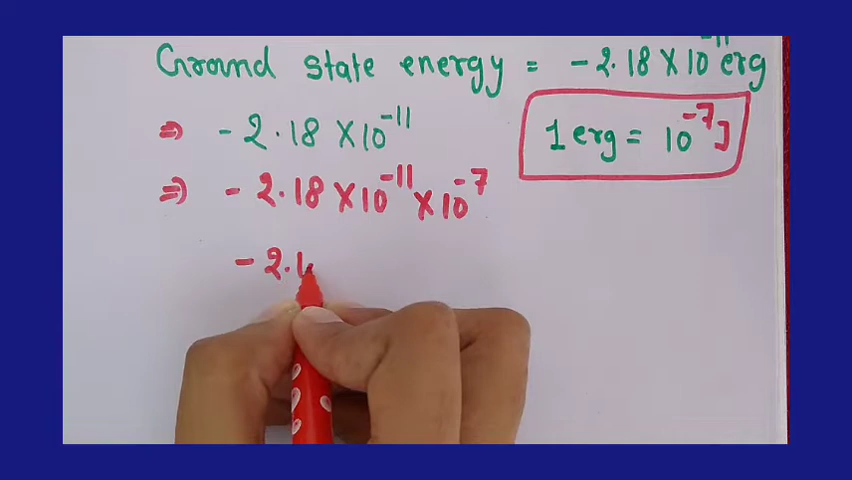 Ground state energy = - 2.18 X 10⁻¹¹ erg
⇒ - 2.18 X 10⁻¹¹
1 erg = 10⁻⁷ J
⇒ - 2.18 X 10⁻¹¹ X 10⁻⁷
- 2.1